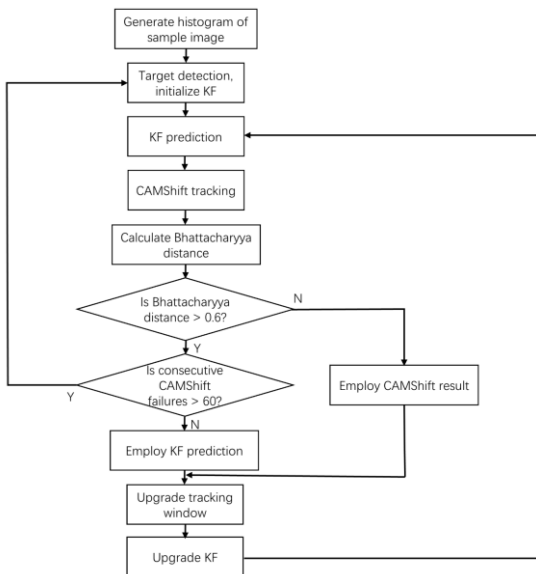 Generate histogram of
sample image
Target detection,
initialize KF
KF prediction
CAMShift tracking
Calculate Bhattacharyya
distance
Is Bhattacharyya
distance > 0.6?
N
Y
Is consecutive
CAMShift
failures > 60?
Y
N
Employ CAMShift result
Employ KF prediction
Upgrade tracking
window
Upgrade KF